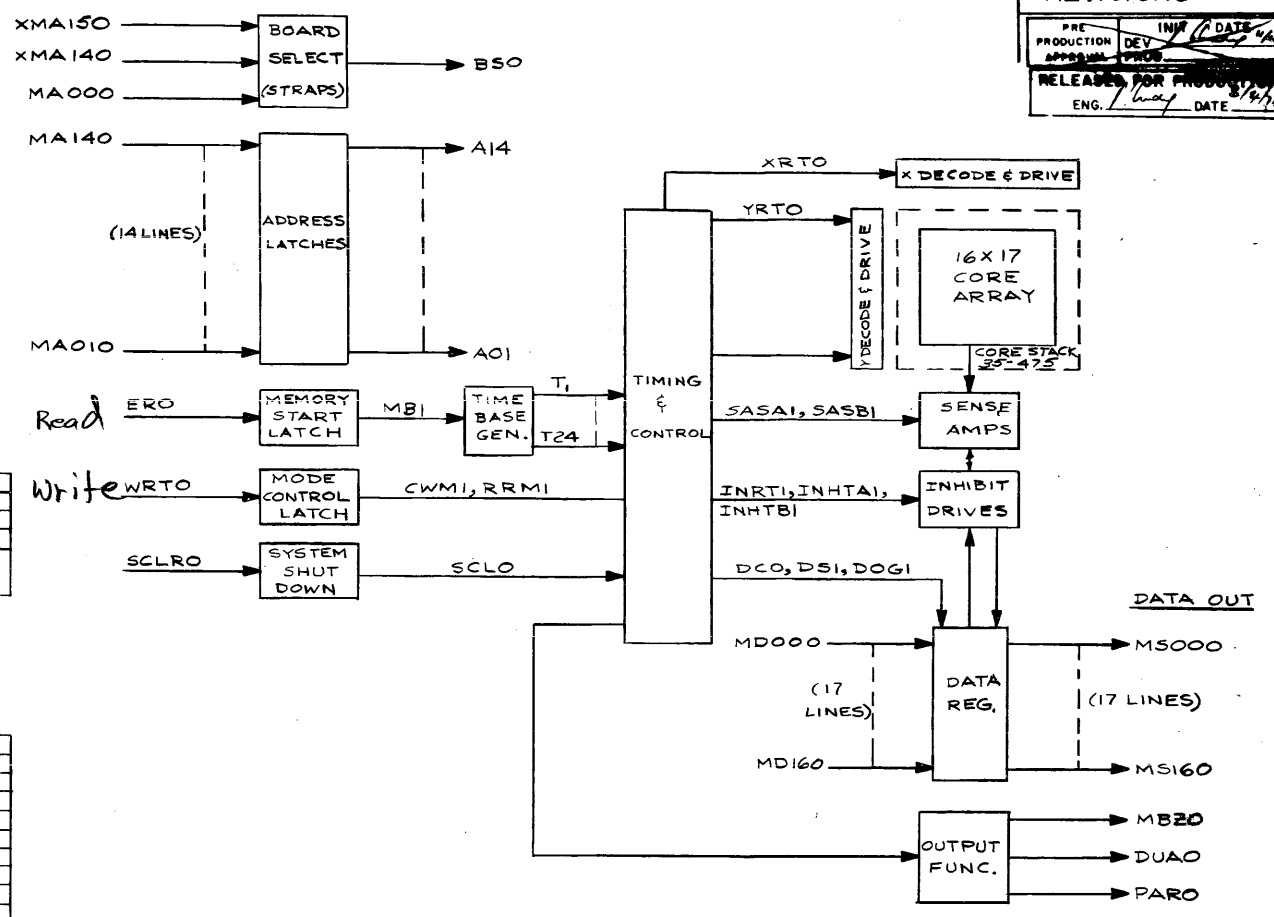 XMA150
XMA140
MA000
BOARD
SELECT
(STRAPS)
BS0
PRE
PRODUCTION
APPROVAL
INIT
DATE
DEV
PROD
RELEASED FOR PRODUCTION
ENG.
DATE
MA140
(14 LINES)
MA010
ADDRESS
LATCHES
A14
A01
Read
ERO
MEMORY
START
LATCH
MB1
TIME
BASE
GEN.
T1
T24
Write
WRTO
MODE
CONTROL
LATCH
CWM1, RRM1
SCLRO
SYSTEM
SHUT
DOWN
SCLO
TIMING
&
CONTROL
XRTO
X DECODE & DRIVE
YRTO
Y DECODE & DRIVE
16 X 17
CORE
ARRAY
CORE STACK
35-475
SASA1, SASB1
SENSE
AMPS
INRT1, INHTA1,
INHTB1
INHIBIT
DRIVES
DCO, DS1, DOG1
DATA OUT
MD000
(17
LINES)
MD160
DATA
REG.
MS000
(17 LINES)
MS160
OUTPUT
FUNC.
MBZO
DUAO
PARO